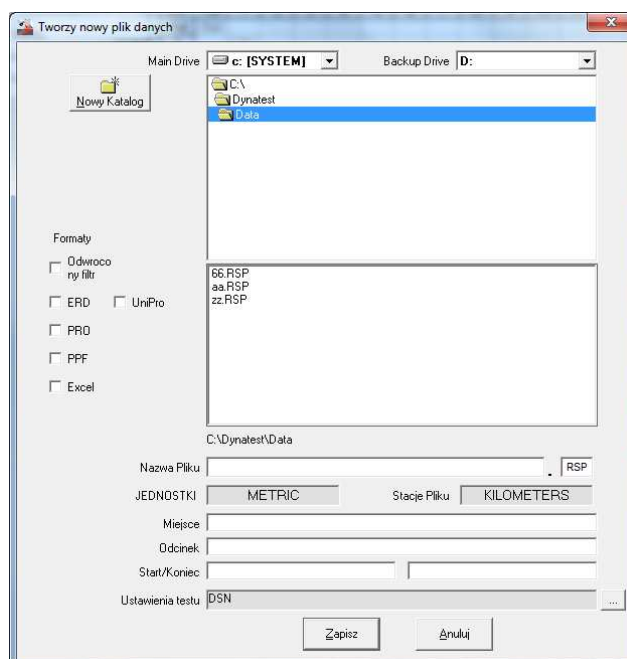 Tworzy nowy plik danych
Main Drive c: [SYSTEM] Backup Drive D:
Nowy Katalog
C:\
Dynatest
Data
Formaty
Odwroco
ny filtr
ERD UniPro
PRO
PPF
Excel
66.RSP
aa.RSP
zz.RSP
C:\Dynatest\Data
Nazwa Pliku . RSP
JEDNOSTKI METRIC Stacje Pliku KILOMETERS
Miejsce
Odcinek
Start/Koniec
Ustawienia testu DSN ...
Zapisz Anuluj